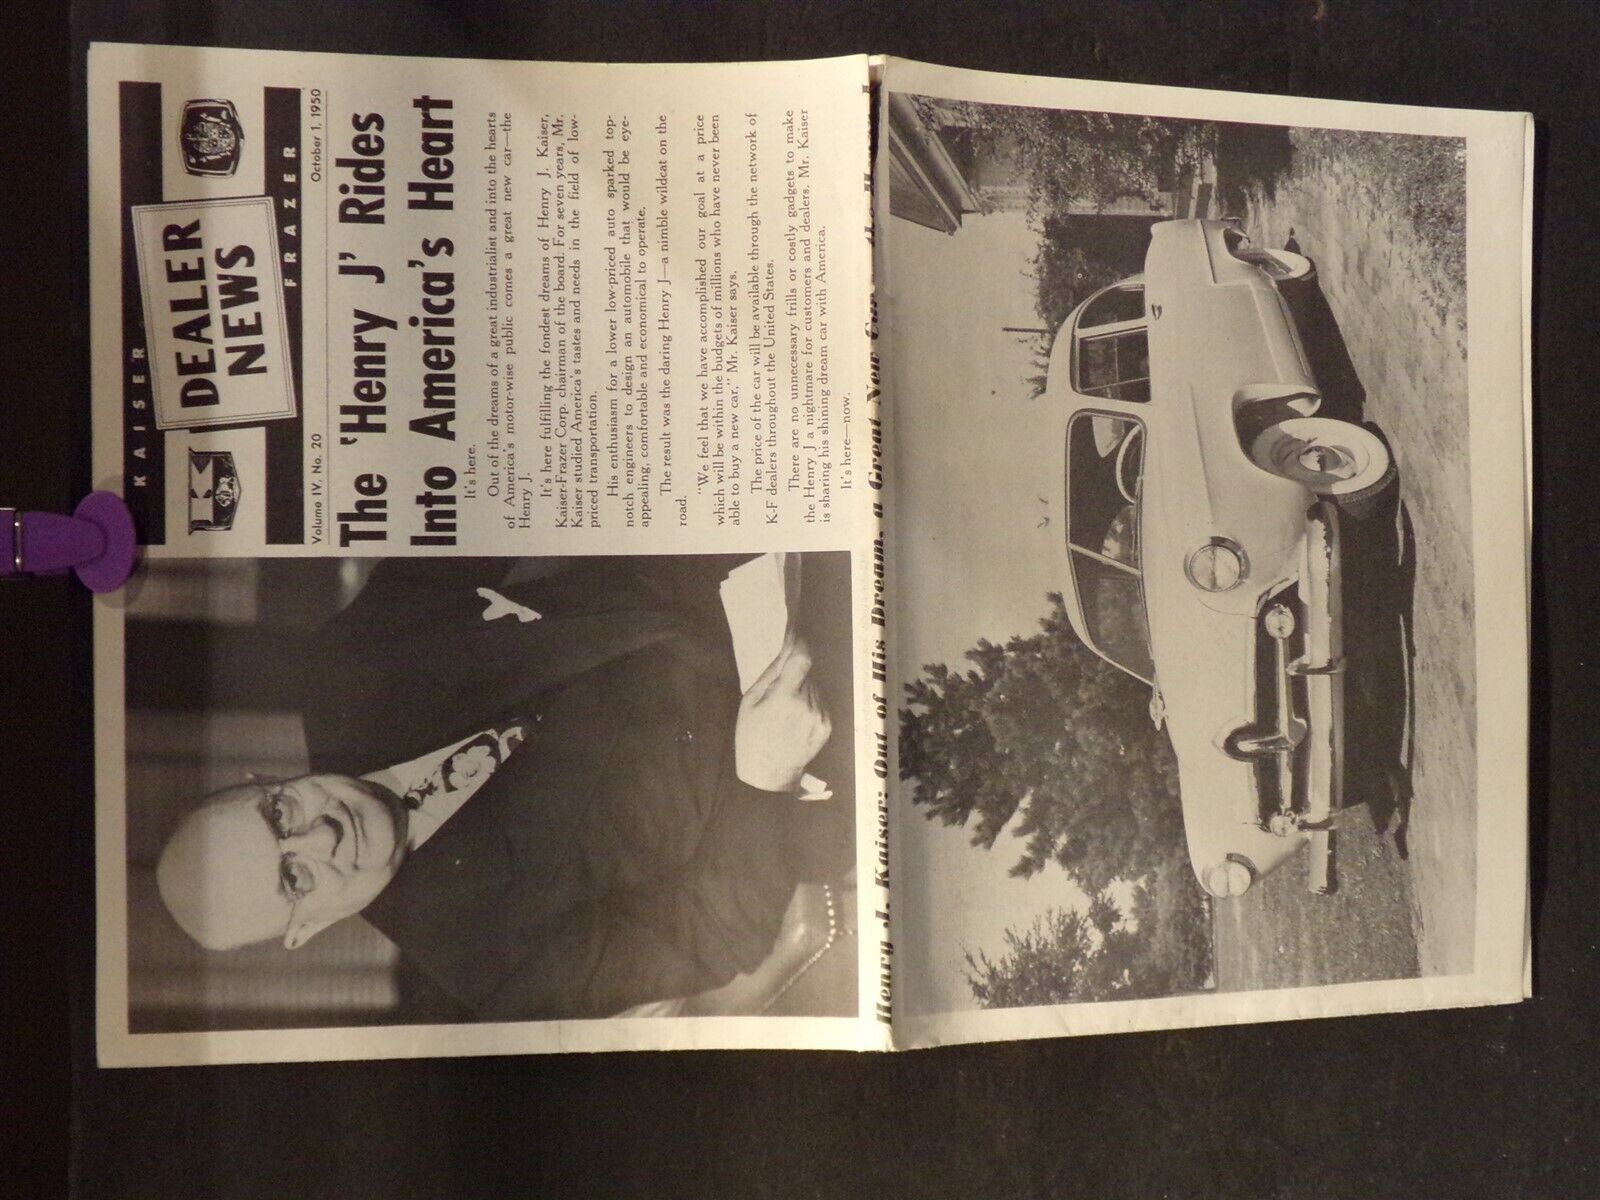 KAISER
DEALER
NEWS
FRAZER
Volume IV, No. 20
October 1, 1950
The 'Henry J' Rides
Into America's Heart
It's here.
Out of the dreams of a great industrialist and into the hearts
of America's motor-wise public comes a great new car—the
Henry J.
It's here fulfilling the fondest dreams of Henry J. Kaiser,
Kaiser-Frazer Corp. chairman of the board. For seven years, Mr.
Kaiser studied America's tastes and needs in the field of low-
priced transportation.
His enthusiasm for a lower low-priced auto sparked top-
notch engineers to design an automobile that would be eye-
appealing, comfortable and economical to operate.
The result was the daring Henry J—a nimble wildcat on the
road.
"We feel that we have accomplished our goal at a price
which will be within the budgets of millions who have never been
able to buy a new car," Mr. Kaiser says.
The price of the car will be available through the network of
K-F dealers throughout the United States.
There are no unnecessary frills or costly gadgets to make
the Henry J a nightmare for customers and dealers. Mr. Kaiser
is sharing his shining dream car with America.
It's here—now.
Henry J. Kaiser: Out of His Dream, a Great New Car—the Henry J